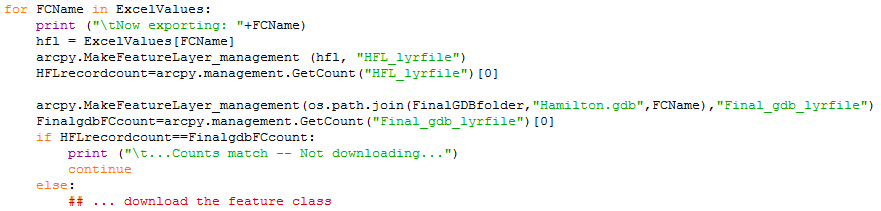 for FCName in ExcelValues:
    print ("\tNow exporting: "+FCName)
    hfl = ExcelValues[FCName]
    arcpy.MakeFeatureLayer_management (hfl, "HFL_lyrfile")
    HFLrecordcount=arcpy.management.GetCount("HFL_lyrfile")[0]

    arcpy.MakeFeatureLayer_management(os.path.join(FinalGDBfolder,"Hamilton.gdb",FCName),"Final_gdb_lyrfile")
    FinalgdbFCcount=arcpy.management.GetCount("Final_gdb_lyrfile")[0]
    if HFLrecordcount==FinalgdbFCcount:
        print ("\t...Counts match -- Not downloading...")
        continue
    else:
        ## ... download the feature class